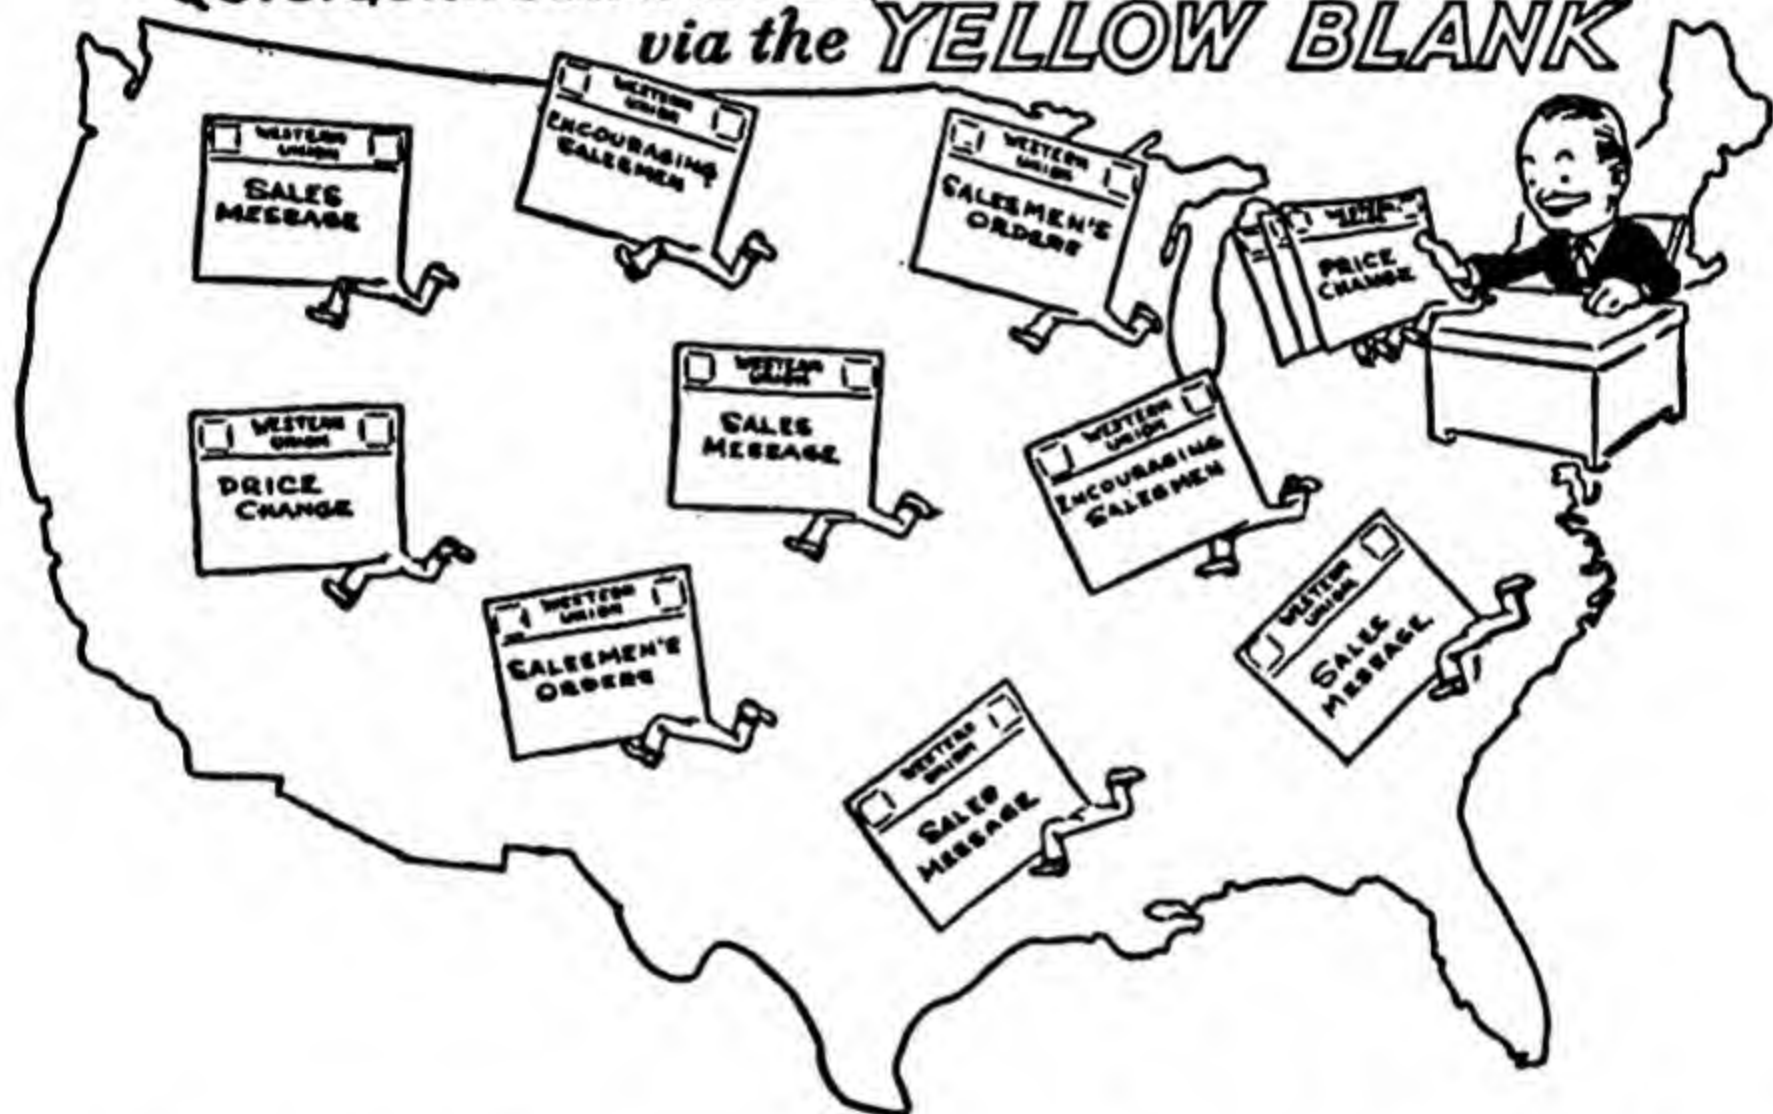 via the YELLOW BLANK
WESTERN
UNION
SALES
MESSAGE
WESTERN
UNION
ENCOURAGING
SALESMEN
WESTERN
UNION
SALESMEN'S
ORDERS
WESTERN
PRICE
CHANGE
WESTERN
UNION
PRICE
CHANGE
WESTERN
UNION
SALES
MESSAGE
WESTERN
UNION
ENCOURAGING
SALESMEN
WESTERN
UNION
SALESMEN'S
ORDERS
WESTERN
UNION
SALES
MESSAGE
WESTERN
UNION
SALES
MESSAGE